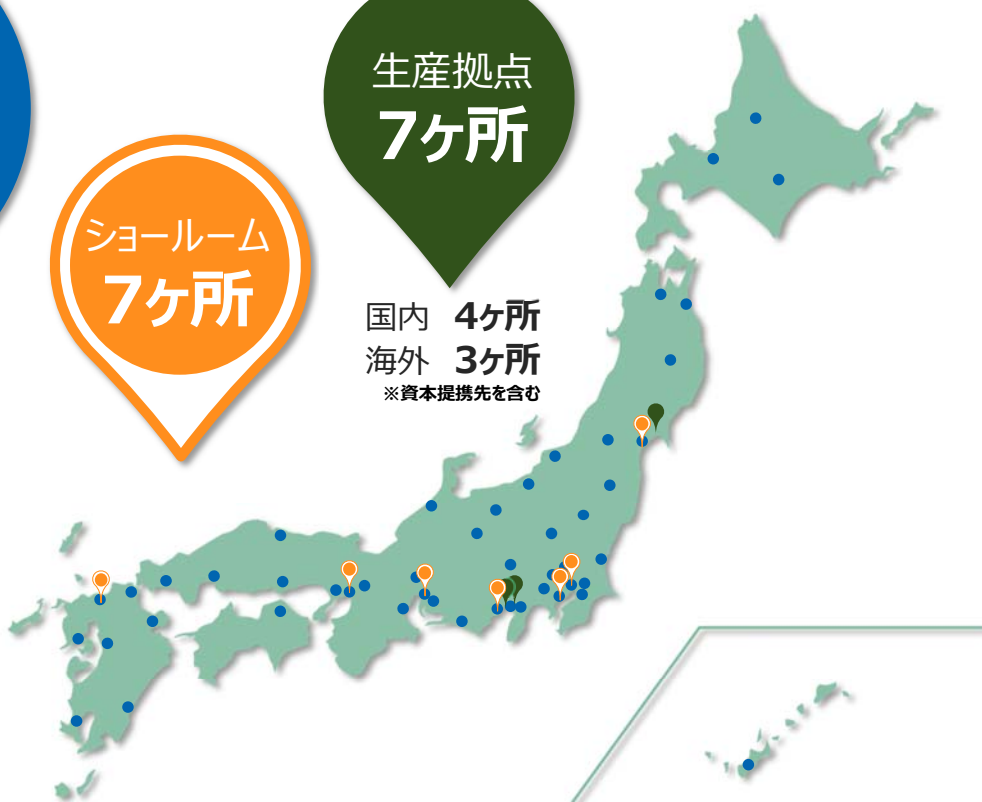 生産拠点
7ヶ所
ショールーム
7ヶ所
国内 4ヶ所
海外 3ヶ所
※資本提携先を含む